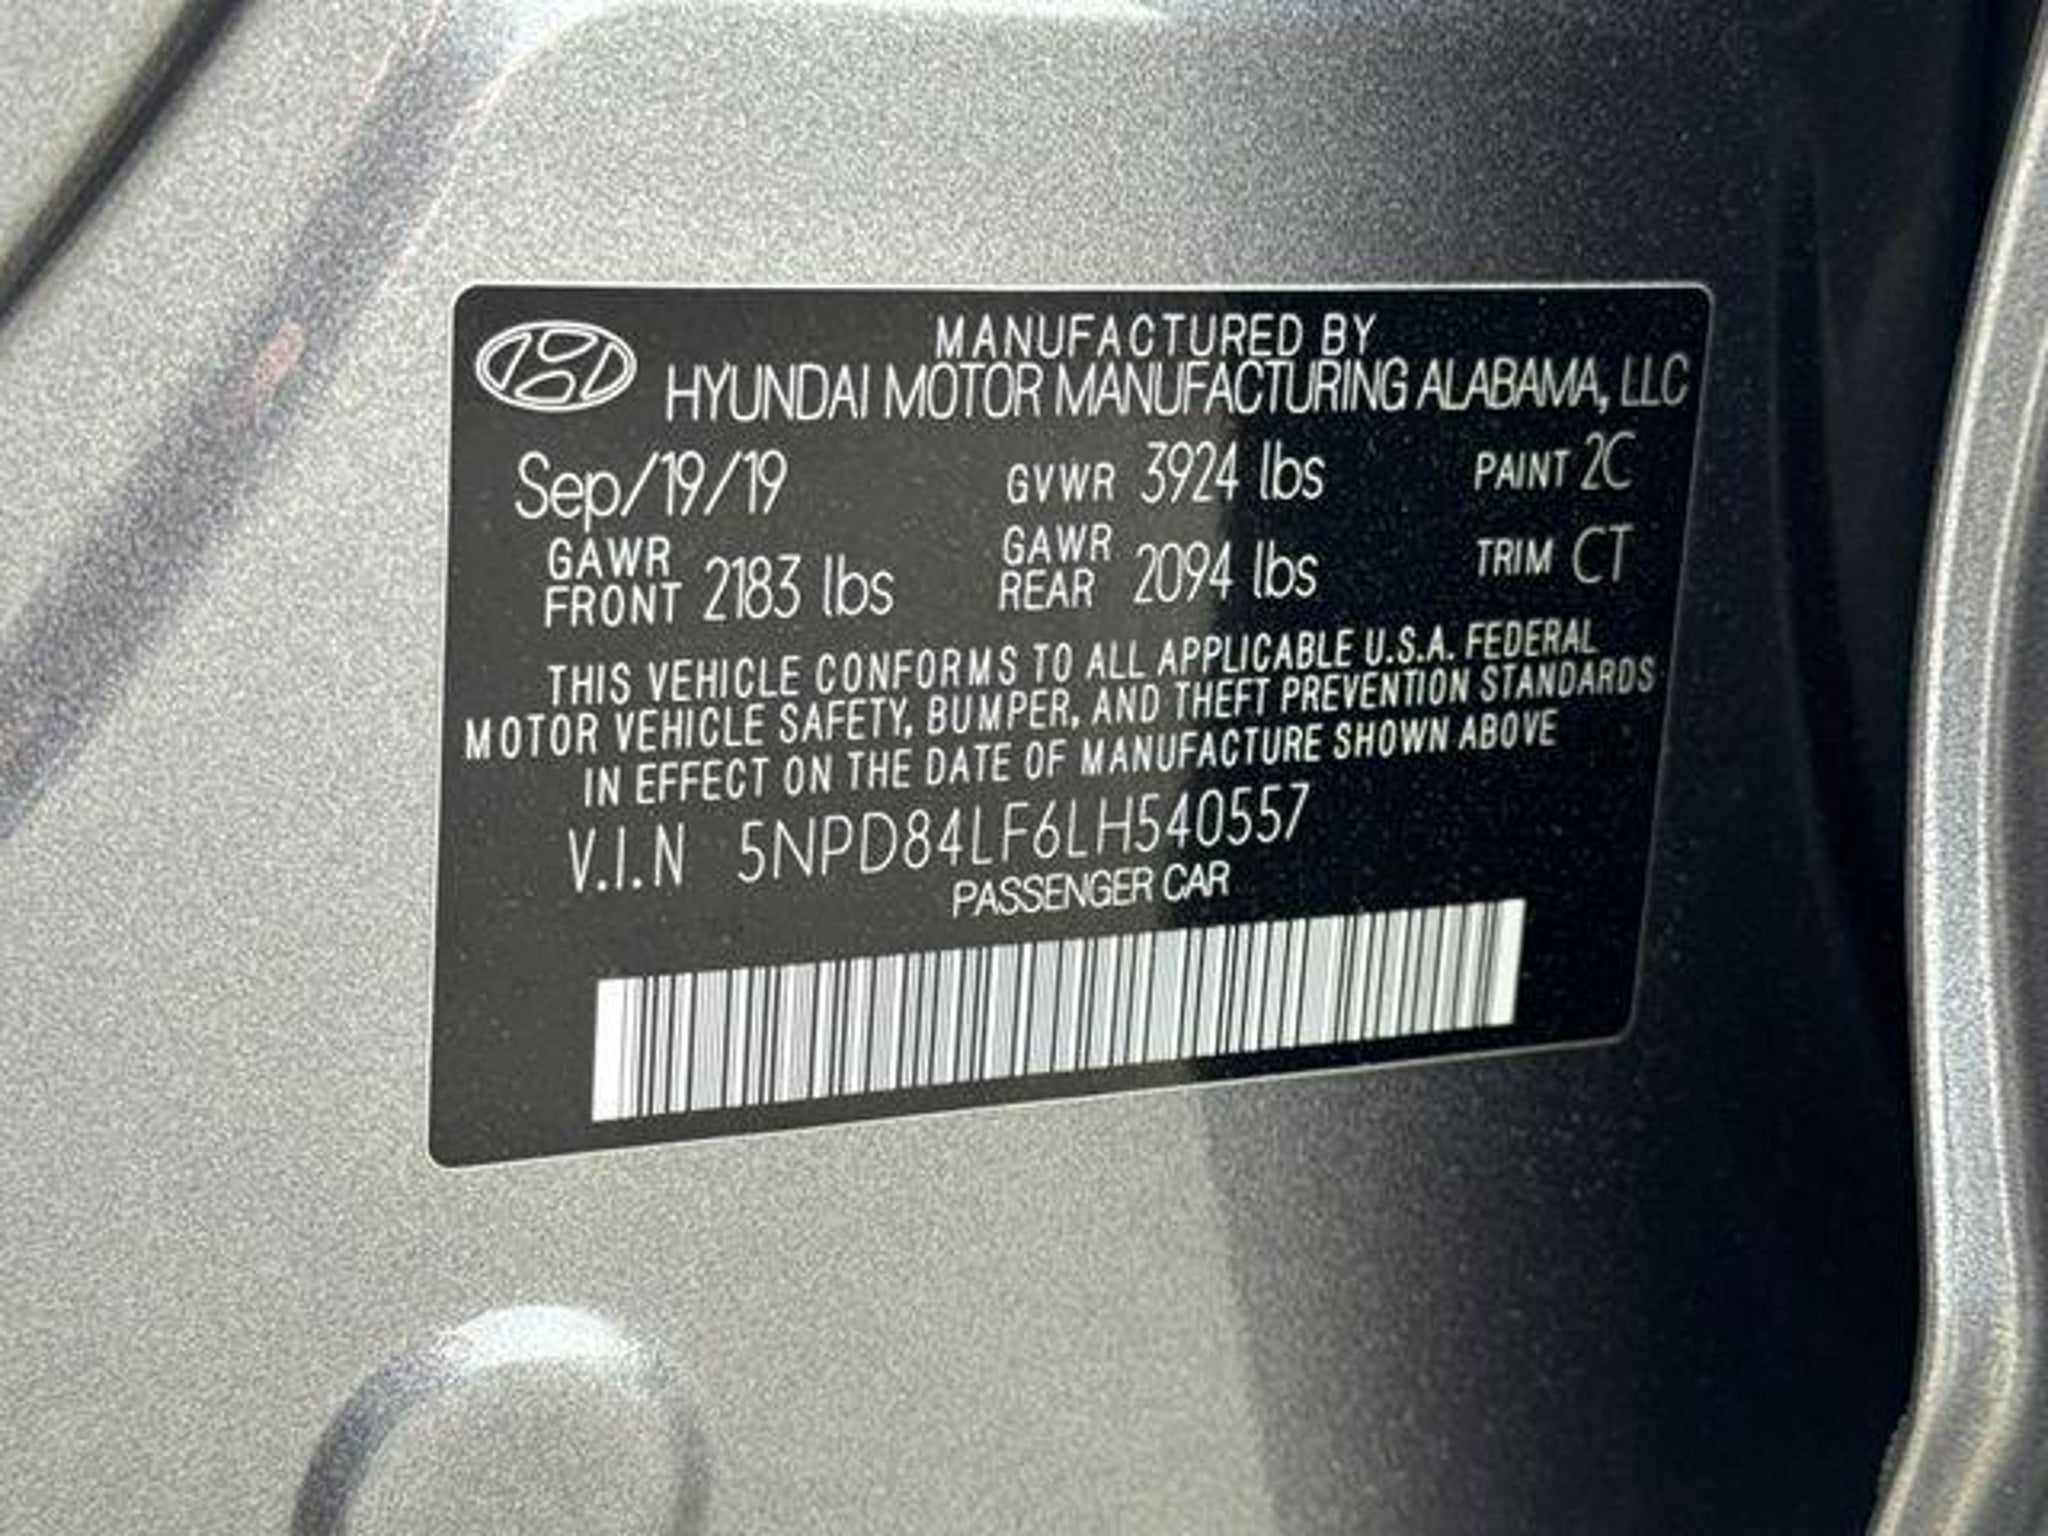 MANUFACTURED BY
HYUNDAI MOTOR MANUFACTURING ALABAMA, LLC
Sep/19/19 GVWR 3924 lbs PAINT 2C
GAWR FRONT 2183 lbs GAWR REAR 2094 lbs TRIM CT
THIS VEHICLE CONFORMS TO ALL APPLICABLE U.S.A. FEDERAL
MOTOR VEHICLE SAFETY, BUMPER, AND THEFT PREVENTION STANDARDS
IN EFFECT ON THE DATE OF MANUFACTURE SHOWN ABOVE
V.I.N 5NPD84LF6LH540557
PASSENGER CAR